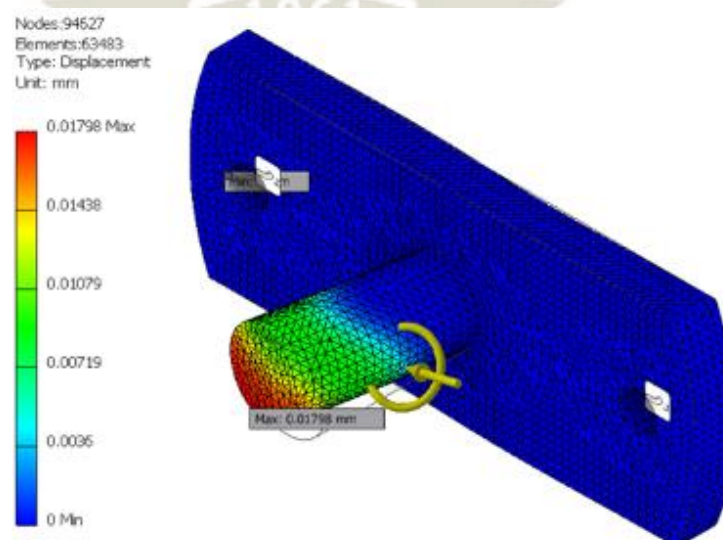 Nodes:94627
Elements:63483
Type: Displacement
Unit: mm
0.01798 Max
0.01438
0.01079
0.00719
0.0036
0 Min
Max: 0.01798 mm